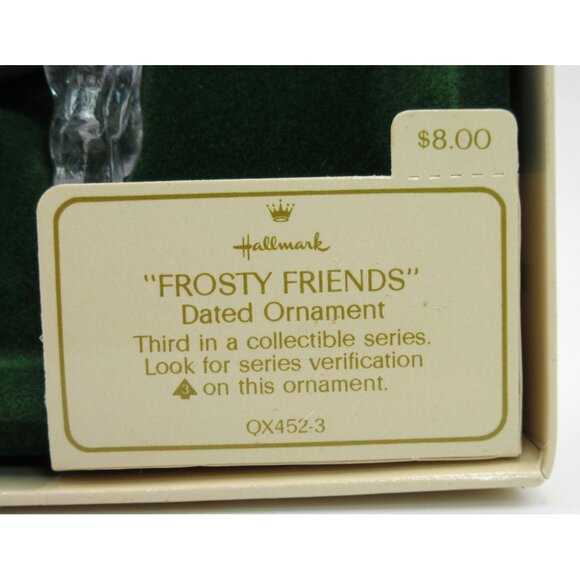 $8.00
Hallmark
"FROSTY FRIENDS"
Dated Ornament
Third in a collectible series.
Look for series verification
3 on this ornament.
QX452-3